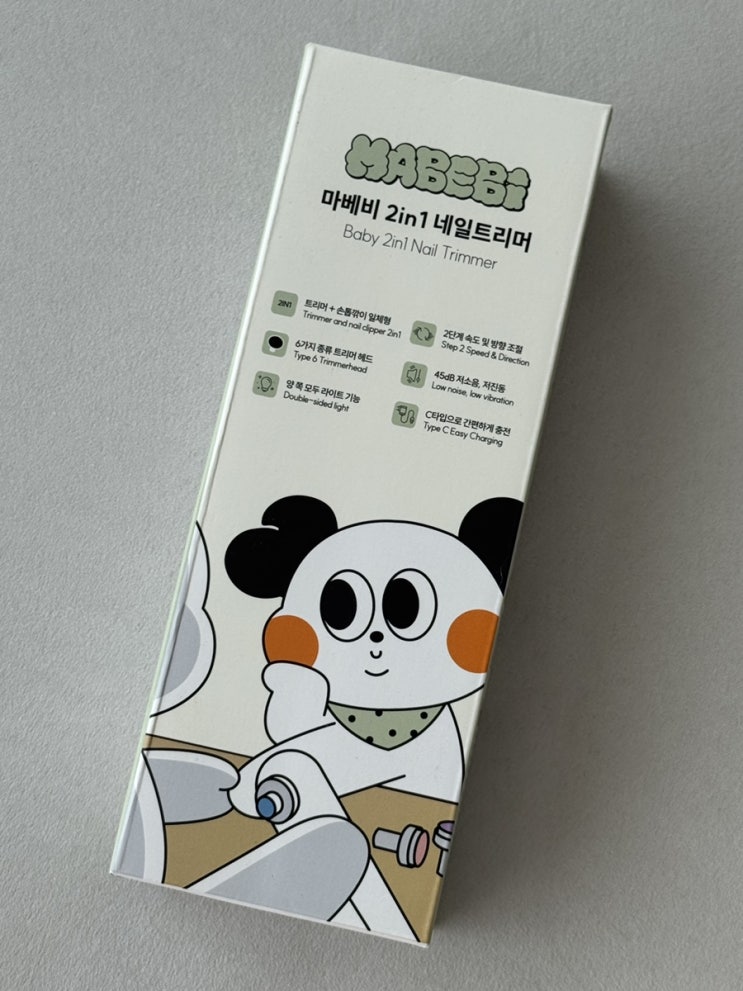 MABEBi
마베비 2in1 네일트리머
Baby 2in1 Nail Trimmer
2IN1
트리머 + 손톱깎이 일체형
Trimmer and nail clipper 2in1
6가지 종류 트리머 헤드
Type 6 Trimmerhead
양 쪽 모두 라이트 기능
Double-sided light
2단계 속도 및 방향 조절
Step 2 Speed & Direction
45dB 저소음, 저진동
Low noise, low vibration
C타입으로 간편하게 충전
Type C Easy Charging